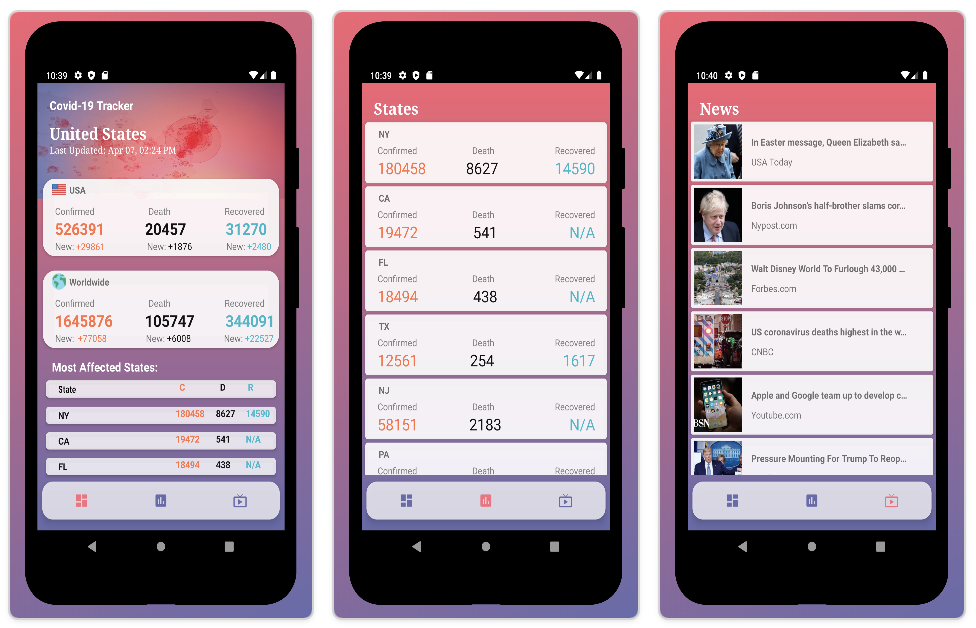 10:39
Covid-19 Tracker
United States
Last Updated: Apr 07, 02:24 PM
USA
Confirmed Death Recovered
526391 20457 31270
New: +29861 New: +1876 New: +2480
Worldwide
Confirmed Death Recovered
1645876 105747 344091
New: +77058 New: +6008 New: +22527
Most Affected States:
State C D R
NY 180458 8627 14590
CA 19472 541 N/A
FL 18494 438 N/A
10:39
States
NY
Confirmed Death Recovered
180458 8627 14590
CA
Confirmed Death Recovered
19472 541 N/A
FL
Confirmed Death Recovered
18494 438 N/A
TX
Confirmed Death Recovered
12561 254 1617
NJ
Confirmed Death Recovered
58151 2183 N/A
PA
Confirmed Death Recovered
10:40
News
In Easter message, Queen Elizabeth sa...
USA Today
Boris Johnson's half-brother slams cor...
Nypost.com
Walt Disney World To Furlough 43,000 ...
Forbes.com
US coronavirus deaths highest in the w...
CNBC
BSN
Apple and Google team up to develop c...
Youtube.com
Pressure Mounting For Trump To Reop...